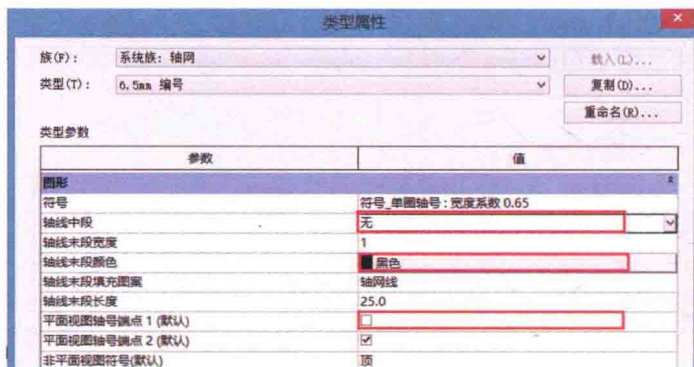 类型属性
族(F): 系统族: 轴网 载入(L)...
类型(T): 6.5mm 编号 复制(D)...
重命名(R)...
类型参数
参数 值
图形
符号 符号_单圈轴号 : 宽度系数 0.65
轴线中段 无
轴线末段宽度 1
轴线末段颜色 黑色
轴线末段填充图案 轴网线
轴线末段长度 25.0
平面视图轴号端点 1 (默认)
平面视图轴号端点 2 (默认)
非平面视图符号(默认) 顶